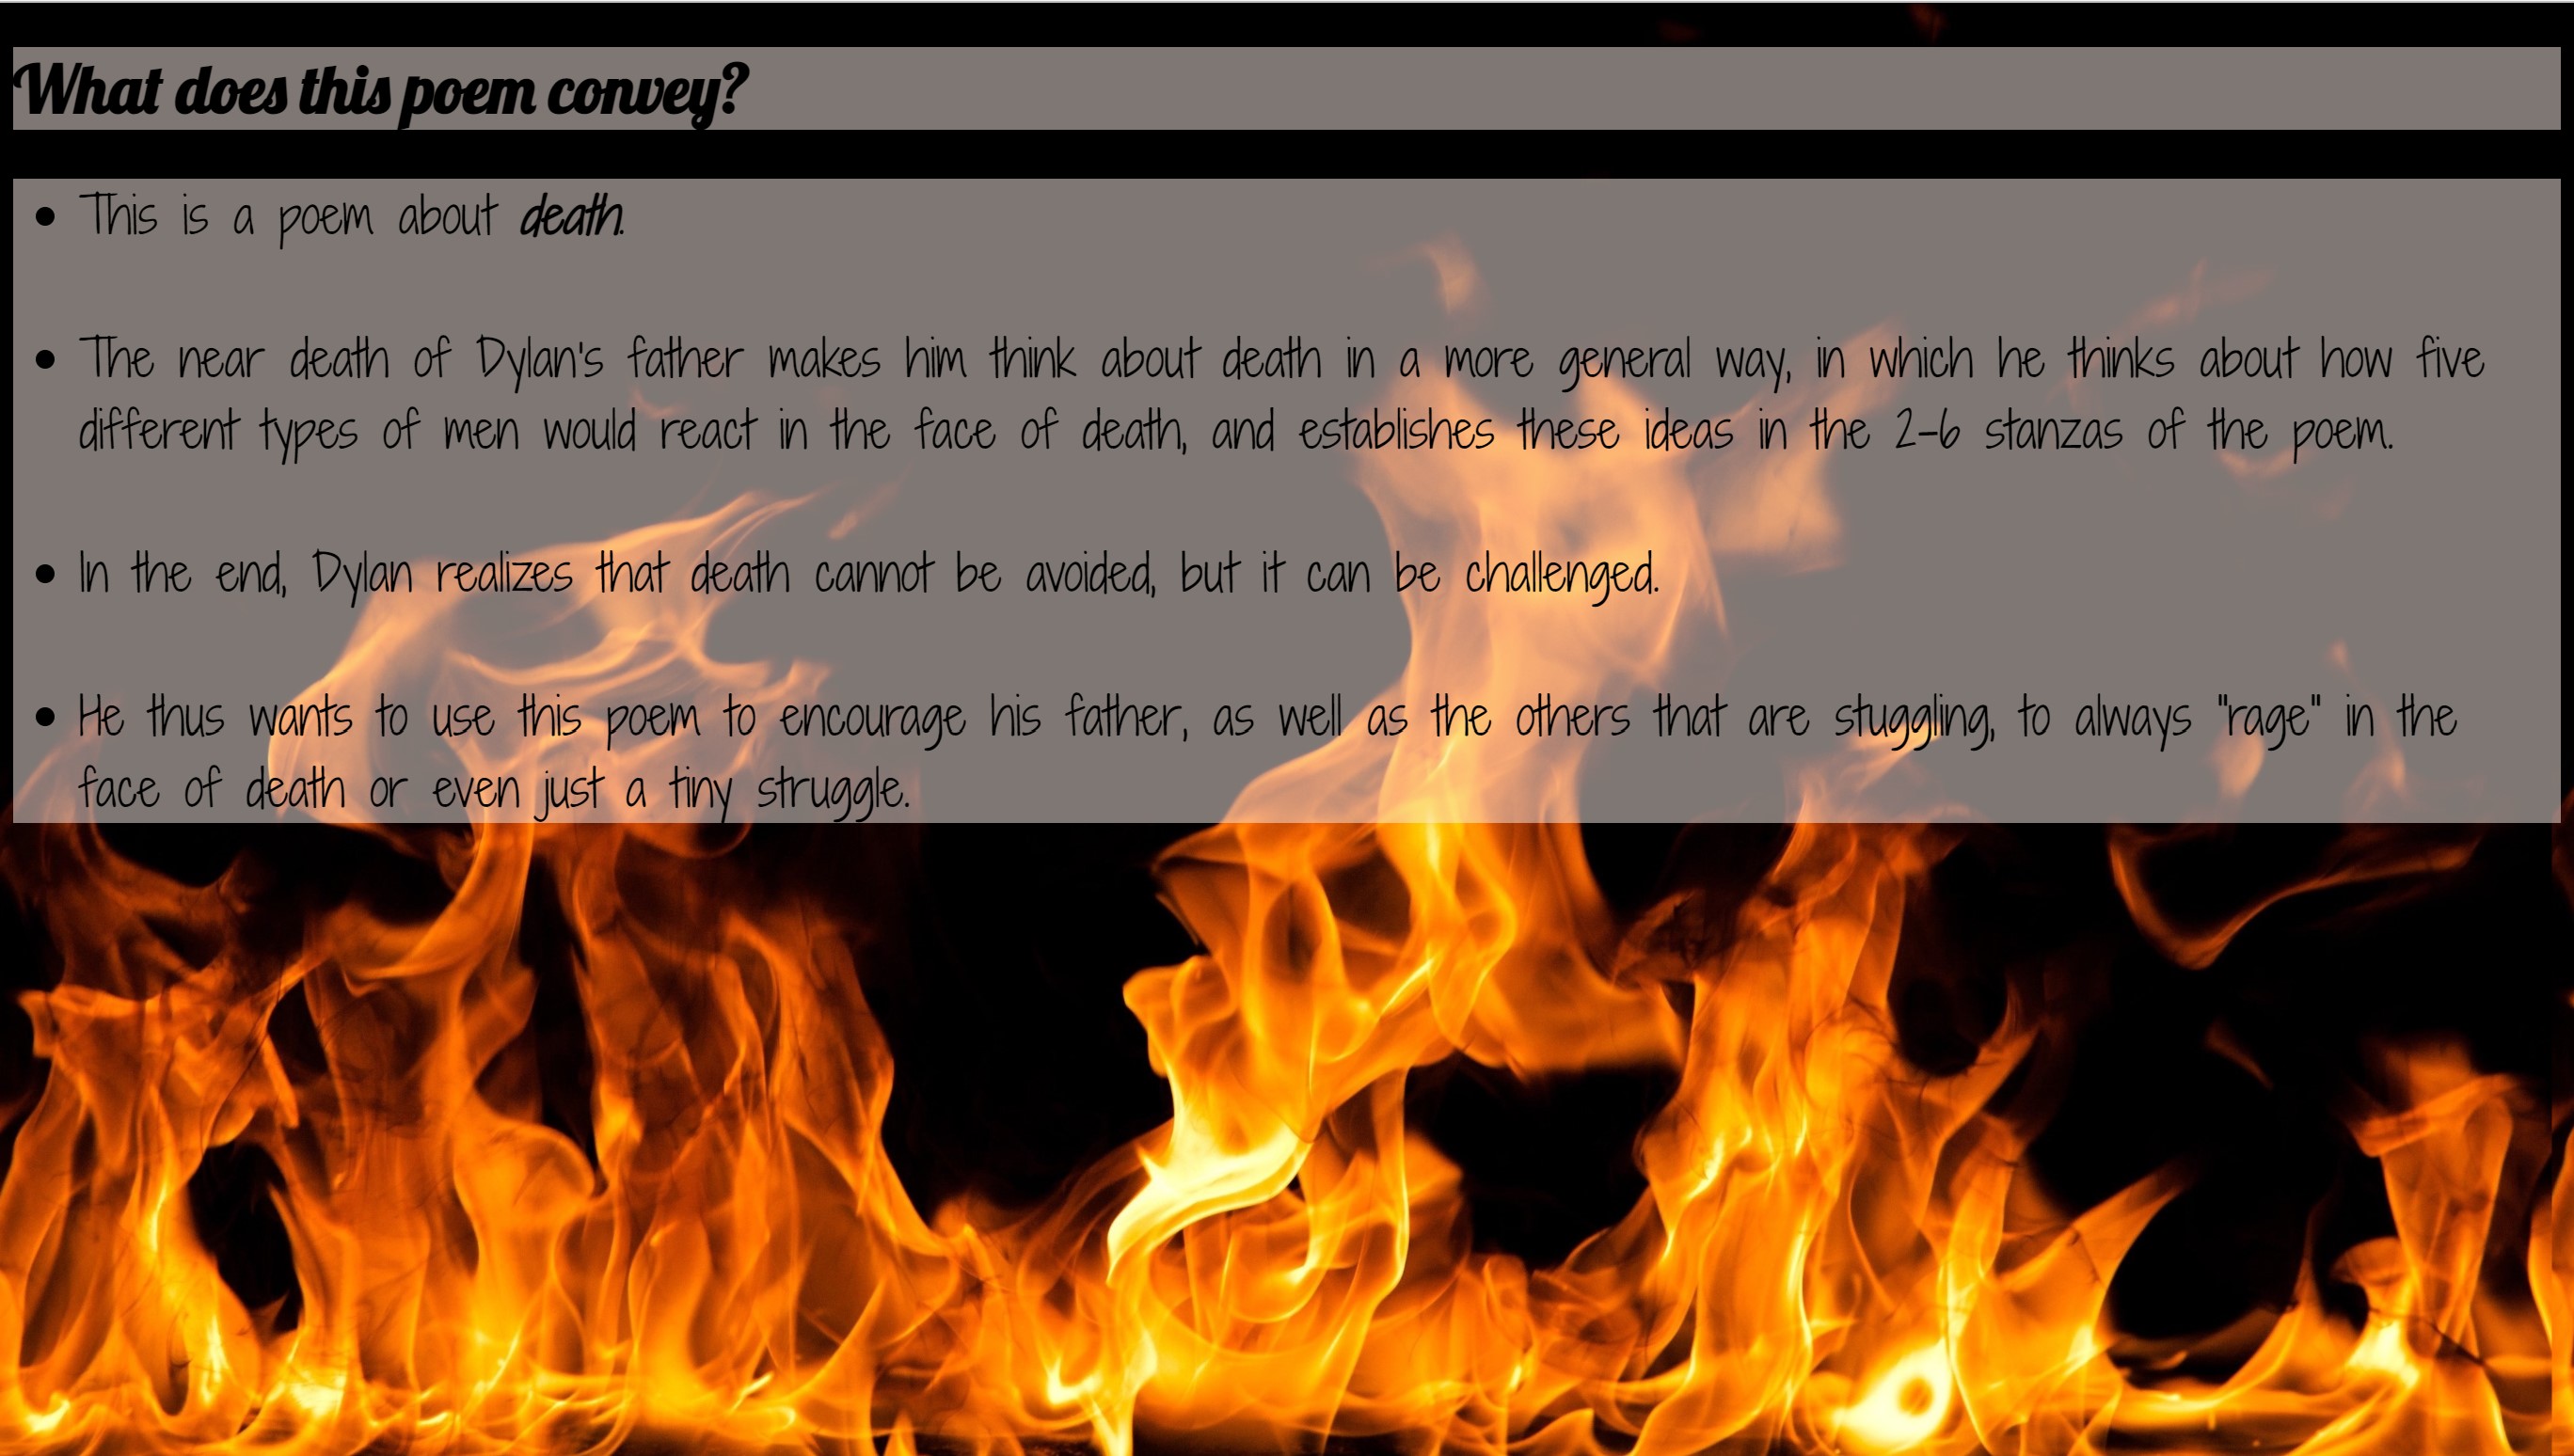 What does this poem convey?
• This is a poem about death.
• The near death of Dylan's father makes him think about death in a more general way, in which he thinks about how five
different types of men would react in the face of death, and establishes these ideas in the 2-6 stanzas of the poem.
• In the end, Dylan realizes that death cannot be avoided, but it can be challenged.
• He thus wants to use this poem to encourage his father, as well as the others that are stuggling, to always "rage" in the
face of death or even just a tiny struggle.